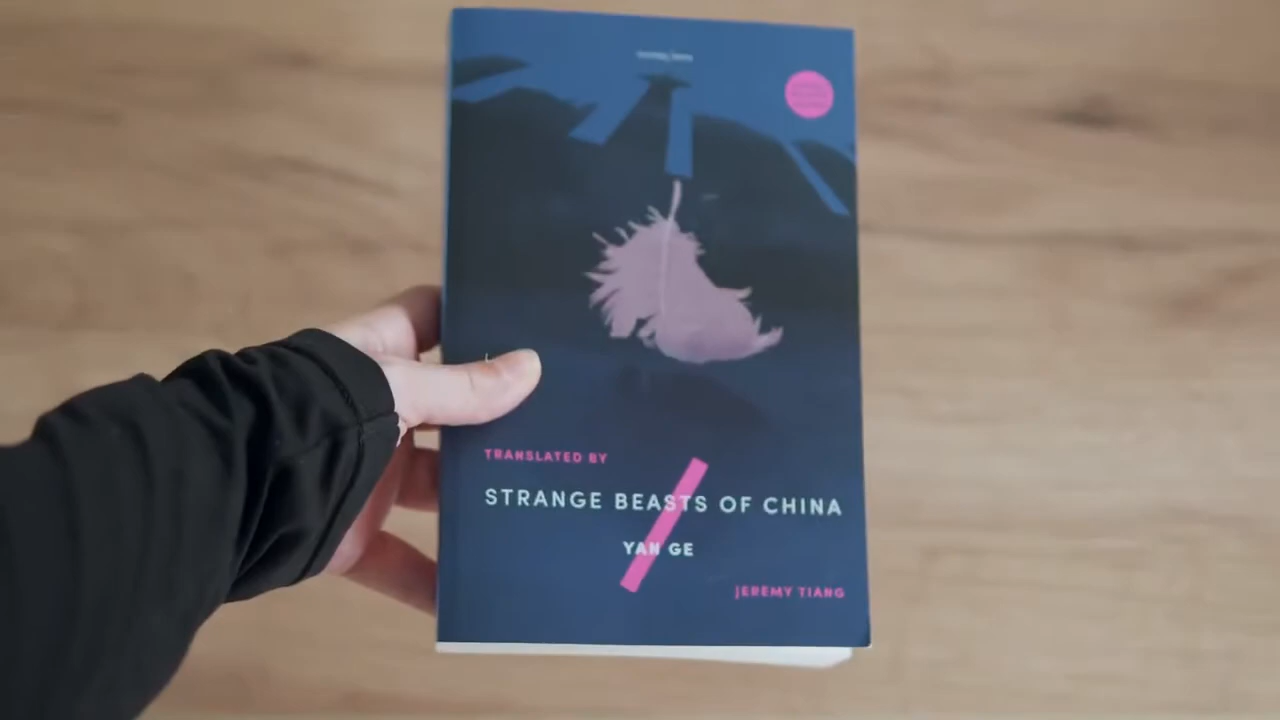 TRANSLATED BY
STRANGE BEASTS OF CHINA
YAN GE
JEREMY TIANG